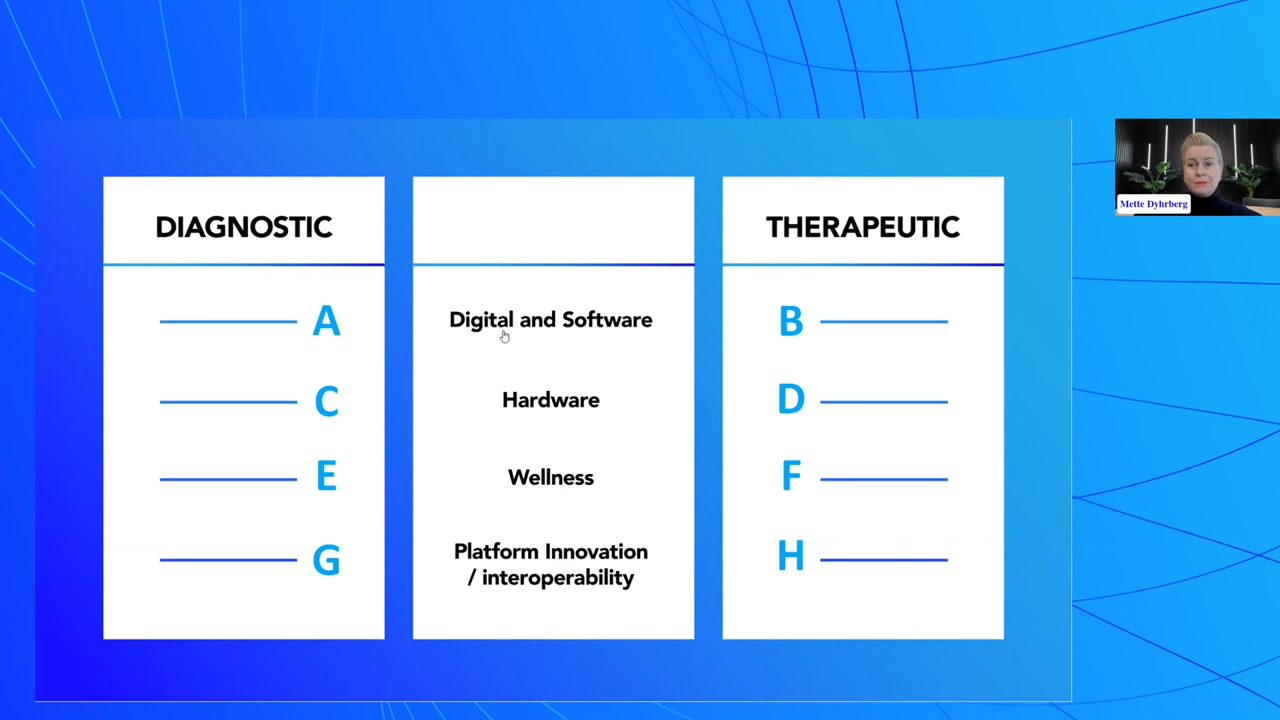 DIAGNOSTIC
THERAPEUTIC
A
Digital and Software
B
C
Hardware
D
E
Wellness
F
G
Platform Innovation
/ interoperability
H
Mette Dyhrberg